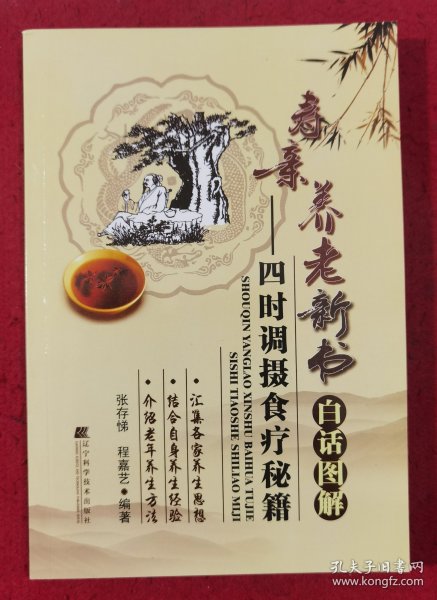 寿亲养老新书
白话图解
——四时调摄食疗秘籍
SHOUQIN YANGLAO XINSHU BAIHUA TUJIE
SISHI TIAOSHE SHILIAO MIJI
•汇集各家养生思想
•结合自身养生经验
•介绍老年养生方法
张存悌 程嘉艺•编著
辽宁科学技术出版社
孔夫子旧书网
www.kongfz.com